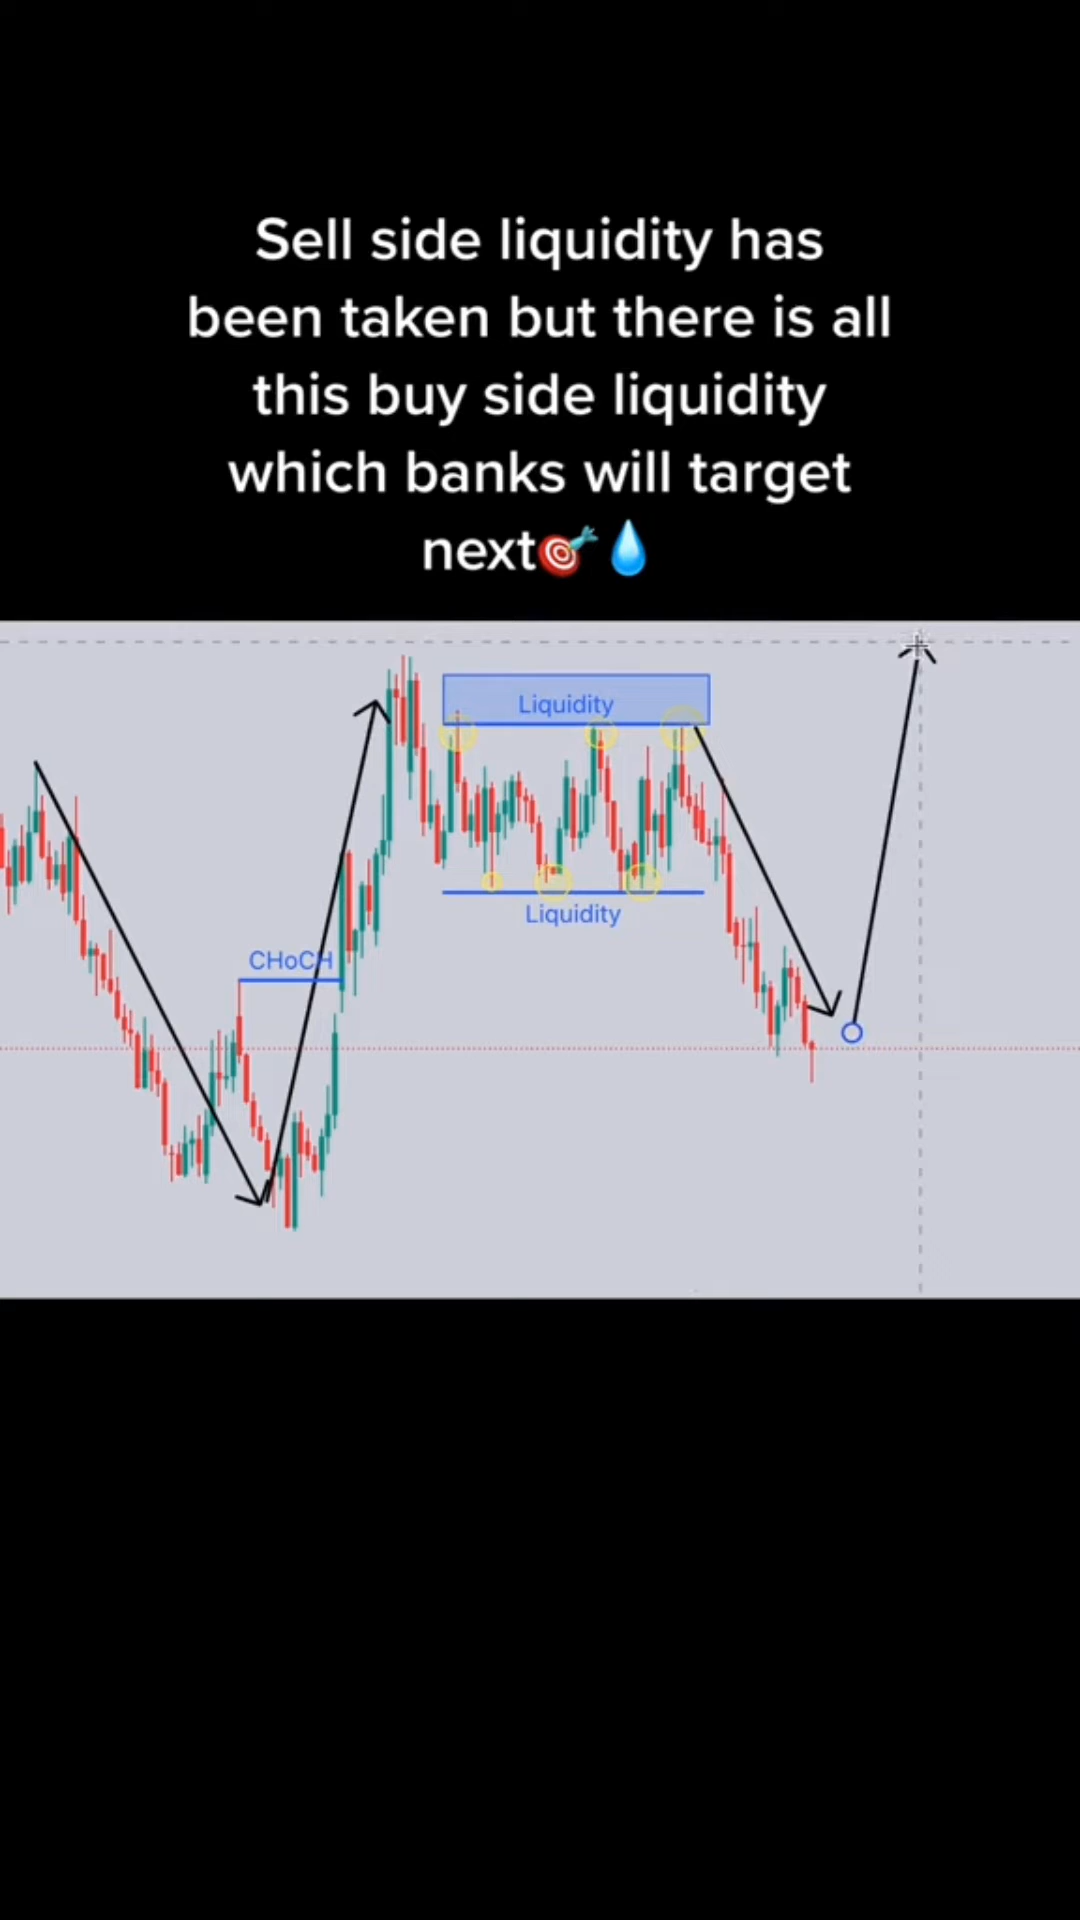 Sell side liquidity has
been taken but there is all
this buy side liquidity
which banks will target
next🎯💧
Liquidity
Liquidity
CHoCH